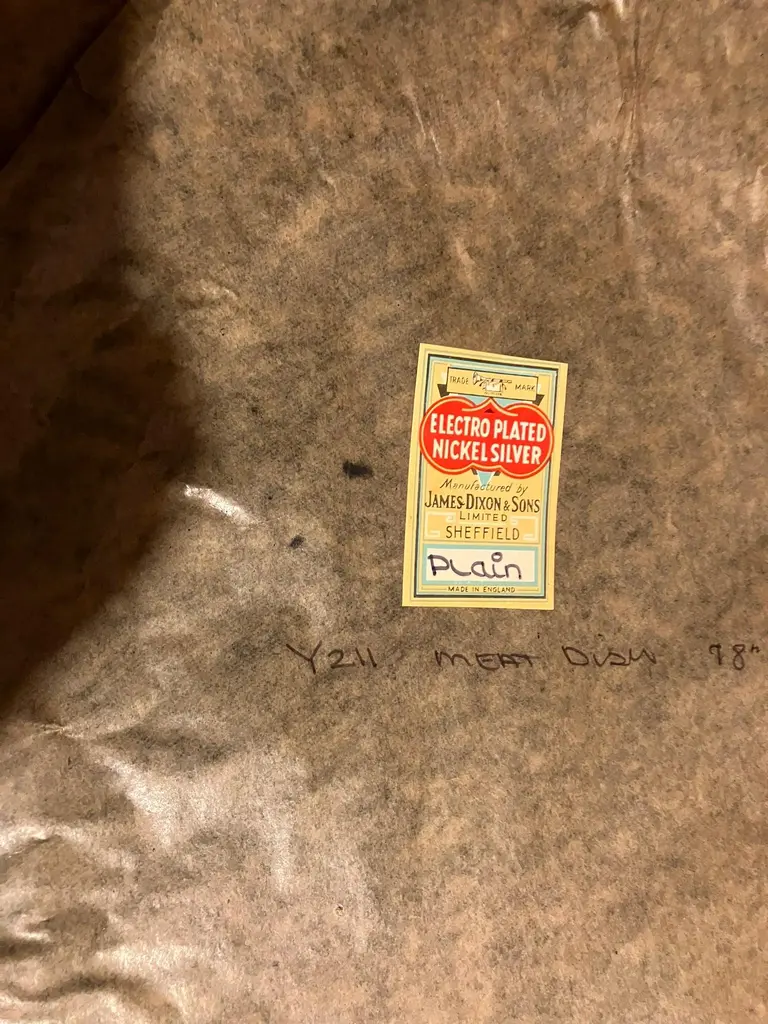 TRADE MARK
ELECTRO PLATED
NICKEL SILVER
Manufactured by
JAMES DIXON & SONS
LIMITED
SHEFFIELD
PLain
MADE IN ENGLAND
Y211 MEAT DISH